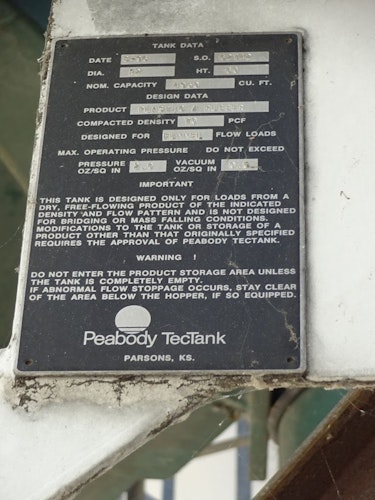 TANK DATA
DATE S.O.
DIA. HT.
NOM. CAPACITY CU. FT.
DESIGN DATA
PRODUCT
COMPACTED DENSITY PCF
DESIGNED FOR FUNNEL FLOW LOADS
MAX. OPERATING PRESSURE DO NOT EXCEED
PRESSURE VACUUM
OZ/SQ IN OZ/SQ IN
IMPORTANT
THIS TANK IS DESIGNED ONLY FOR LOADS FROM A
DRY, FREE-FLOWING PRODUCT OF THE INDICATED
DENSITY AND FLOW PATTERN AND IS NOT DESIGNED
FOR BRIDGING OR MASS FALLING CONDITIONS.
MODIFICATIONS TO THE TANK OR STORAGE OF A
PRODUCT OTHER THAN THAT ORIGINALLY SPECIFIED
REQUIRES THE APPROVAL OF PEABODY TECTANK.
WARNING !
DO NOT ENTER THE PRODUCT STORAGE AREA UNLESS
THE TANK IS COMPLETELY EMPTY.
IF ABNORMAL FLOW STOPPAGE OCCURS, STAY CLEAR
OF THE AREA BELOW THE HOPPER, IF SO EQUIPPED.
Peabody TecTank
PARSONS, KS.